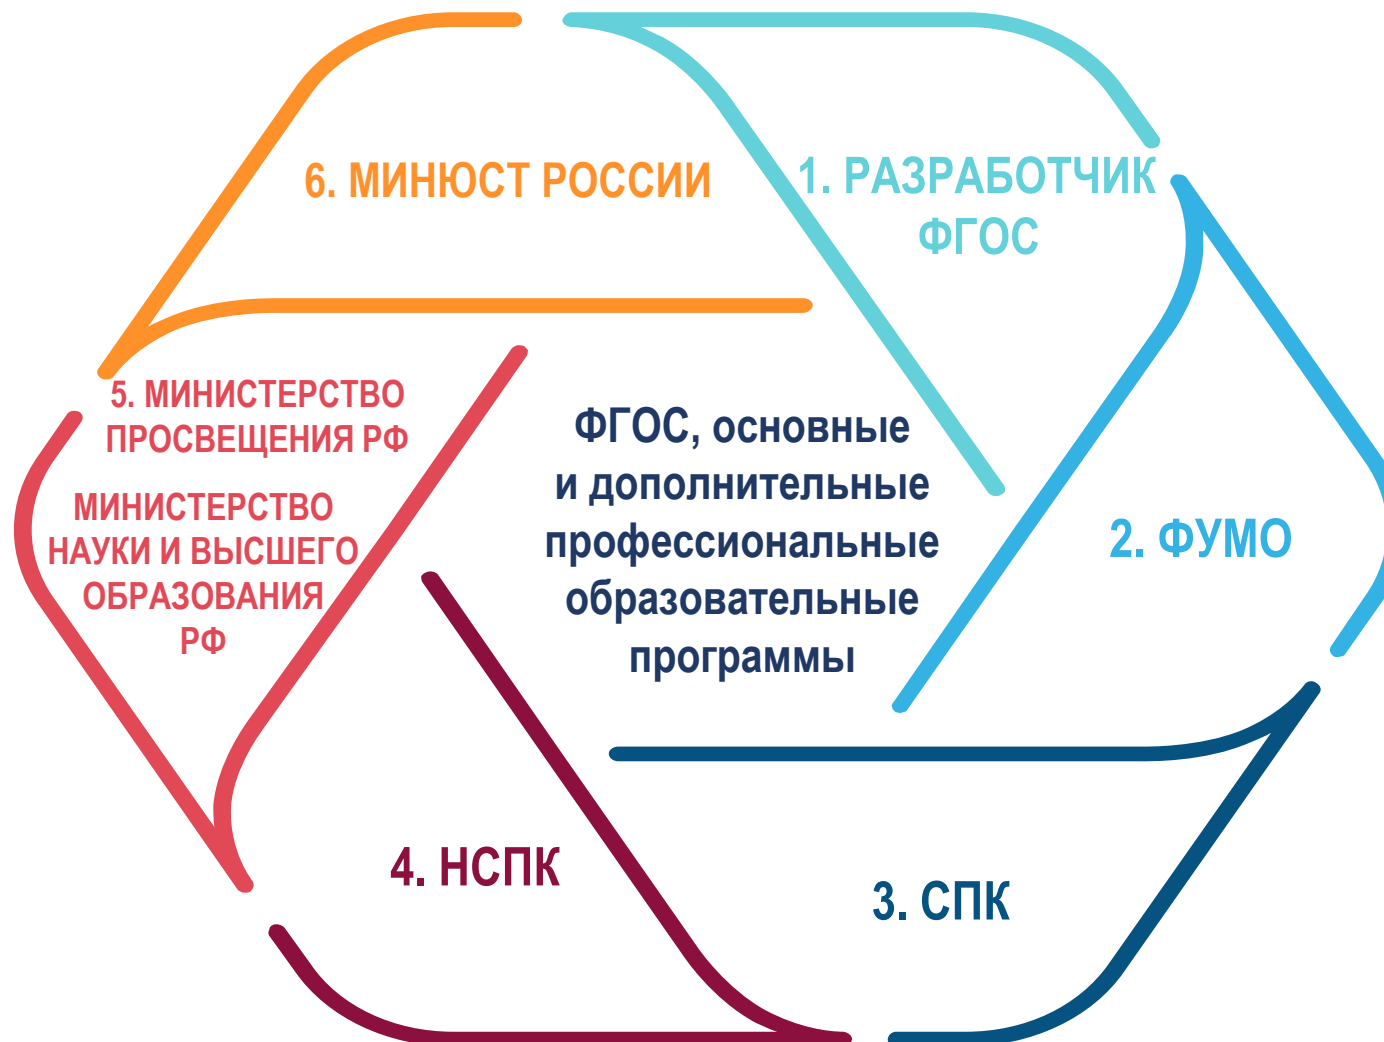 1. РАЗРАБОТЧИК
ФГОС
2. ФУМО
3. СПК
4. НСПК
5. МИНИСТЕРСТВО
ПРОСВЕЩЕНИЯ РФ
МИНИСТЕРСТВО
НАУКИ И ВЫСШЕГО
ОБРАЗОВАНИЯ
РФ
6. МИНЮСТ РОССИИ
ФГОС, основные
и дополнительные
профессиональные
образовательные
программы